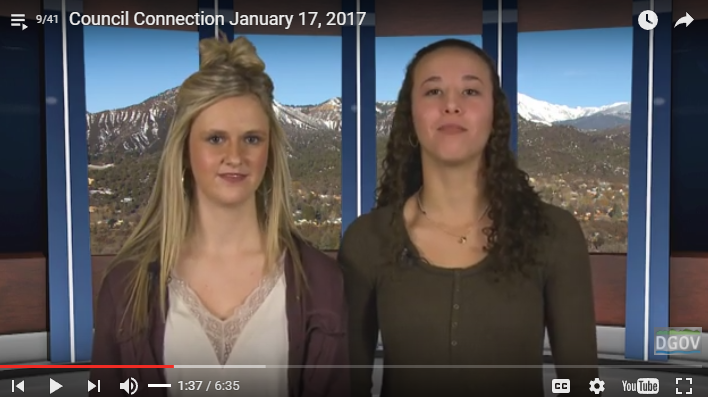 9/41 Council Connection January 17, 2017
DGOV
1:37 / 6:35
CC
YouTube